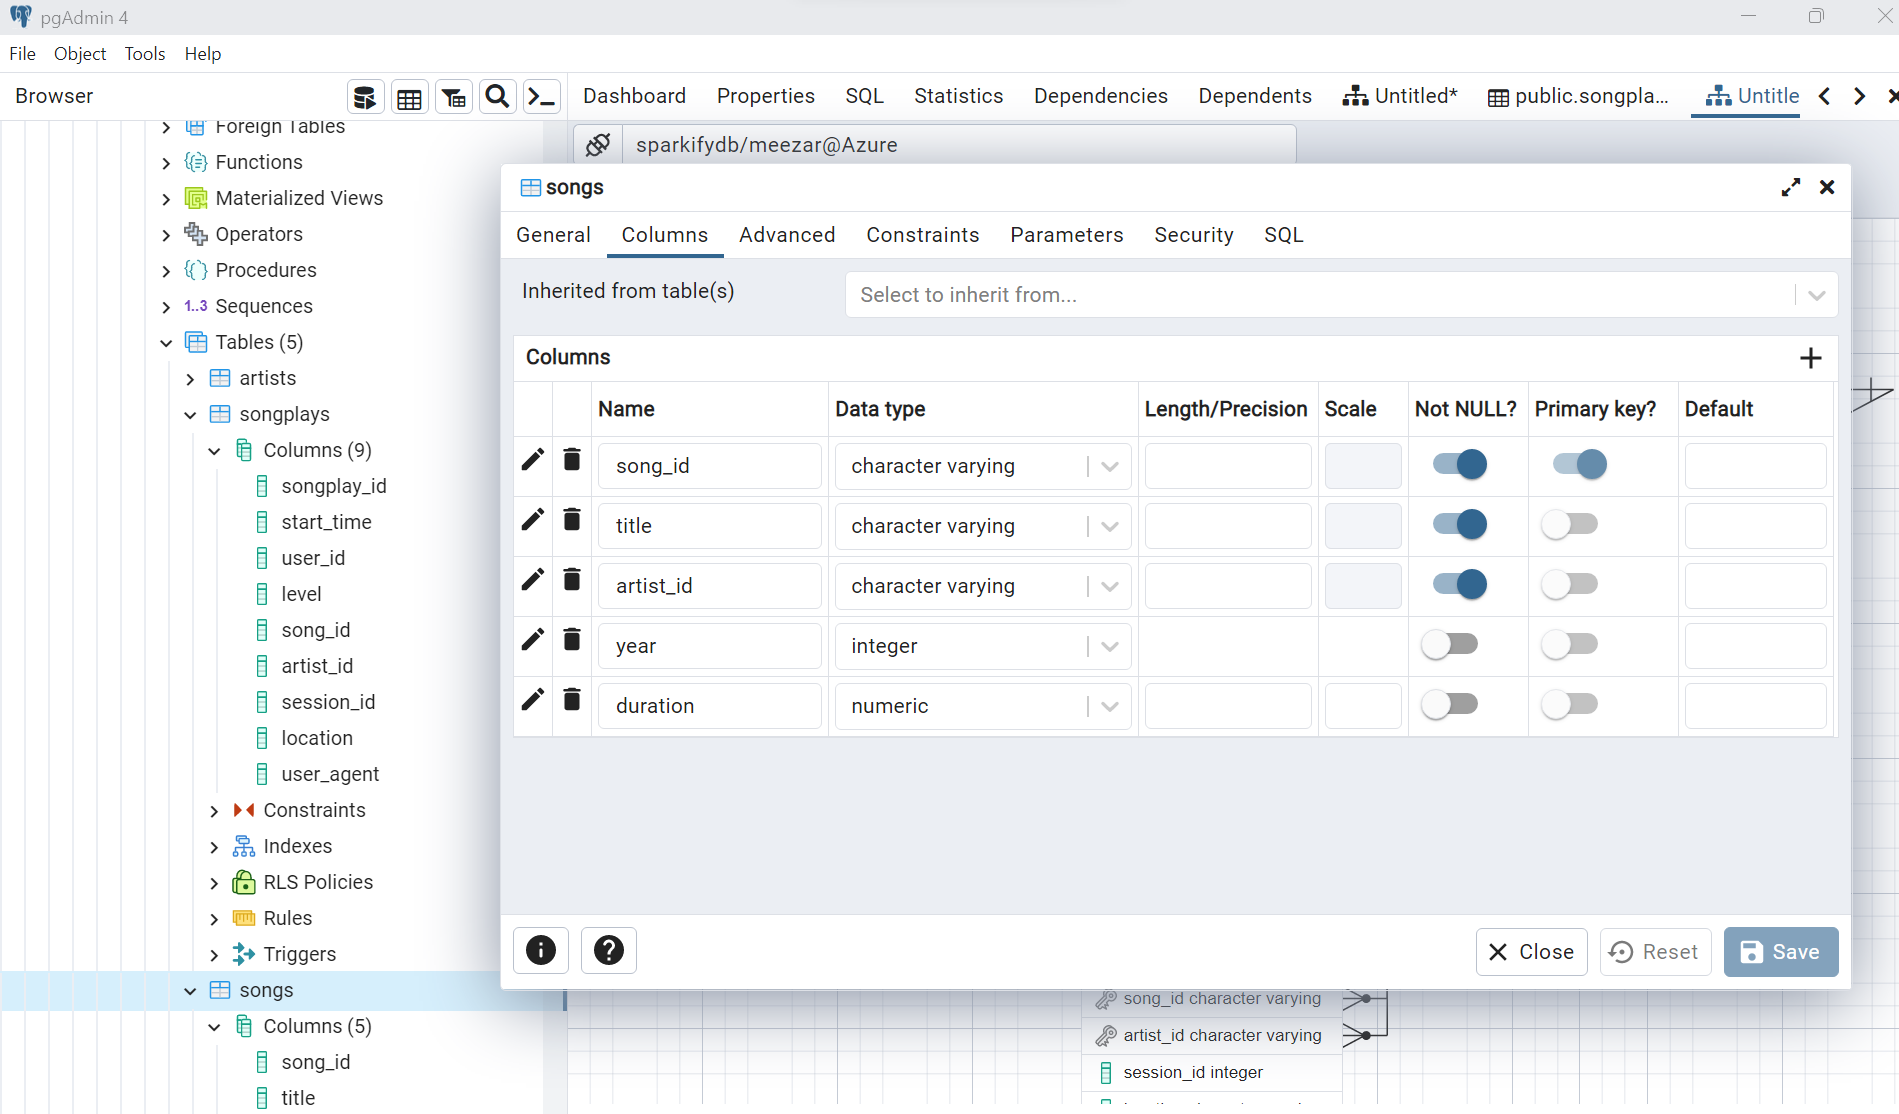 pgAdmin 4
File Object Tools Help
Browser
Dashboard Properties SQL Statistics Dependencies Dependents Untitled* public.songpla... Untitle
sparkifydb/meezar@Azure
Foreign Tables
Functions
Materialized Views
Operators
Procedures
1..3 Sequences
Tables (5)
artists
songplays
Columns (9)
songplay_id
start_time
user_id
level
song_id
artist_id
session_id
location
user_agent
Constraints
Indexes
RLS Policies
Rules
Triggers
songs
Columns (5)
song_id
title
songs
General Columns Advanced Constraints Parameters Security SQL
Inherited from table(s) Select to inherit from...
Columns
Name Data type Length/Precision Scale Not NULL? Primary key? Default
song_id character varying
title character varying
artist_id character varying
year integer
duration numeric
Close Reset Save
song_id character varying
artist_id character varying
session_id integer